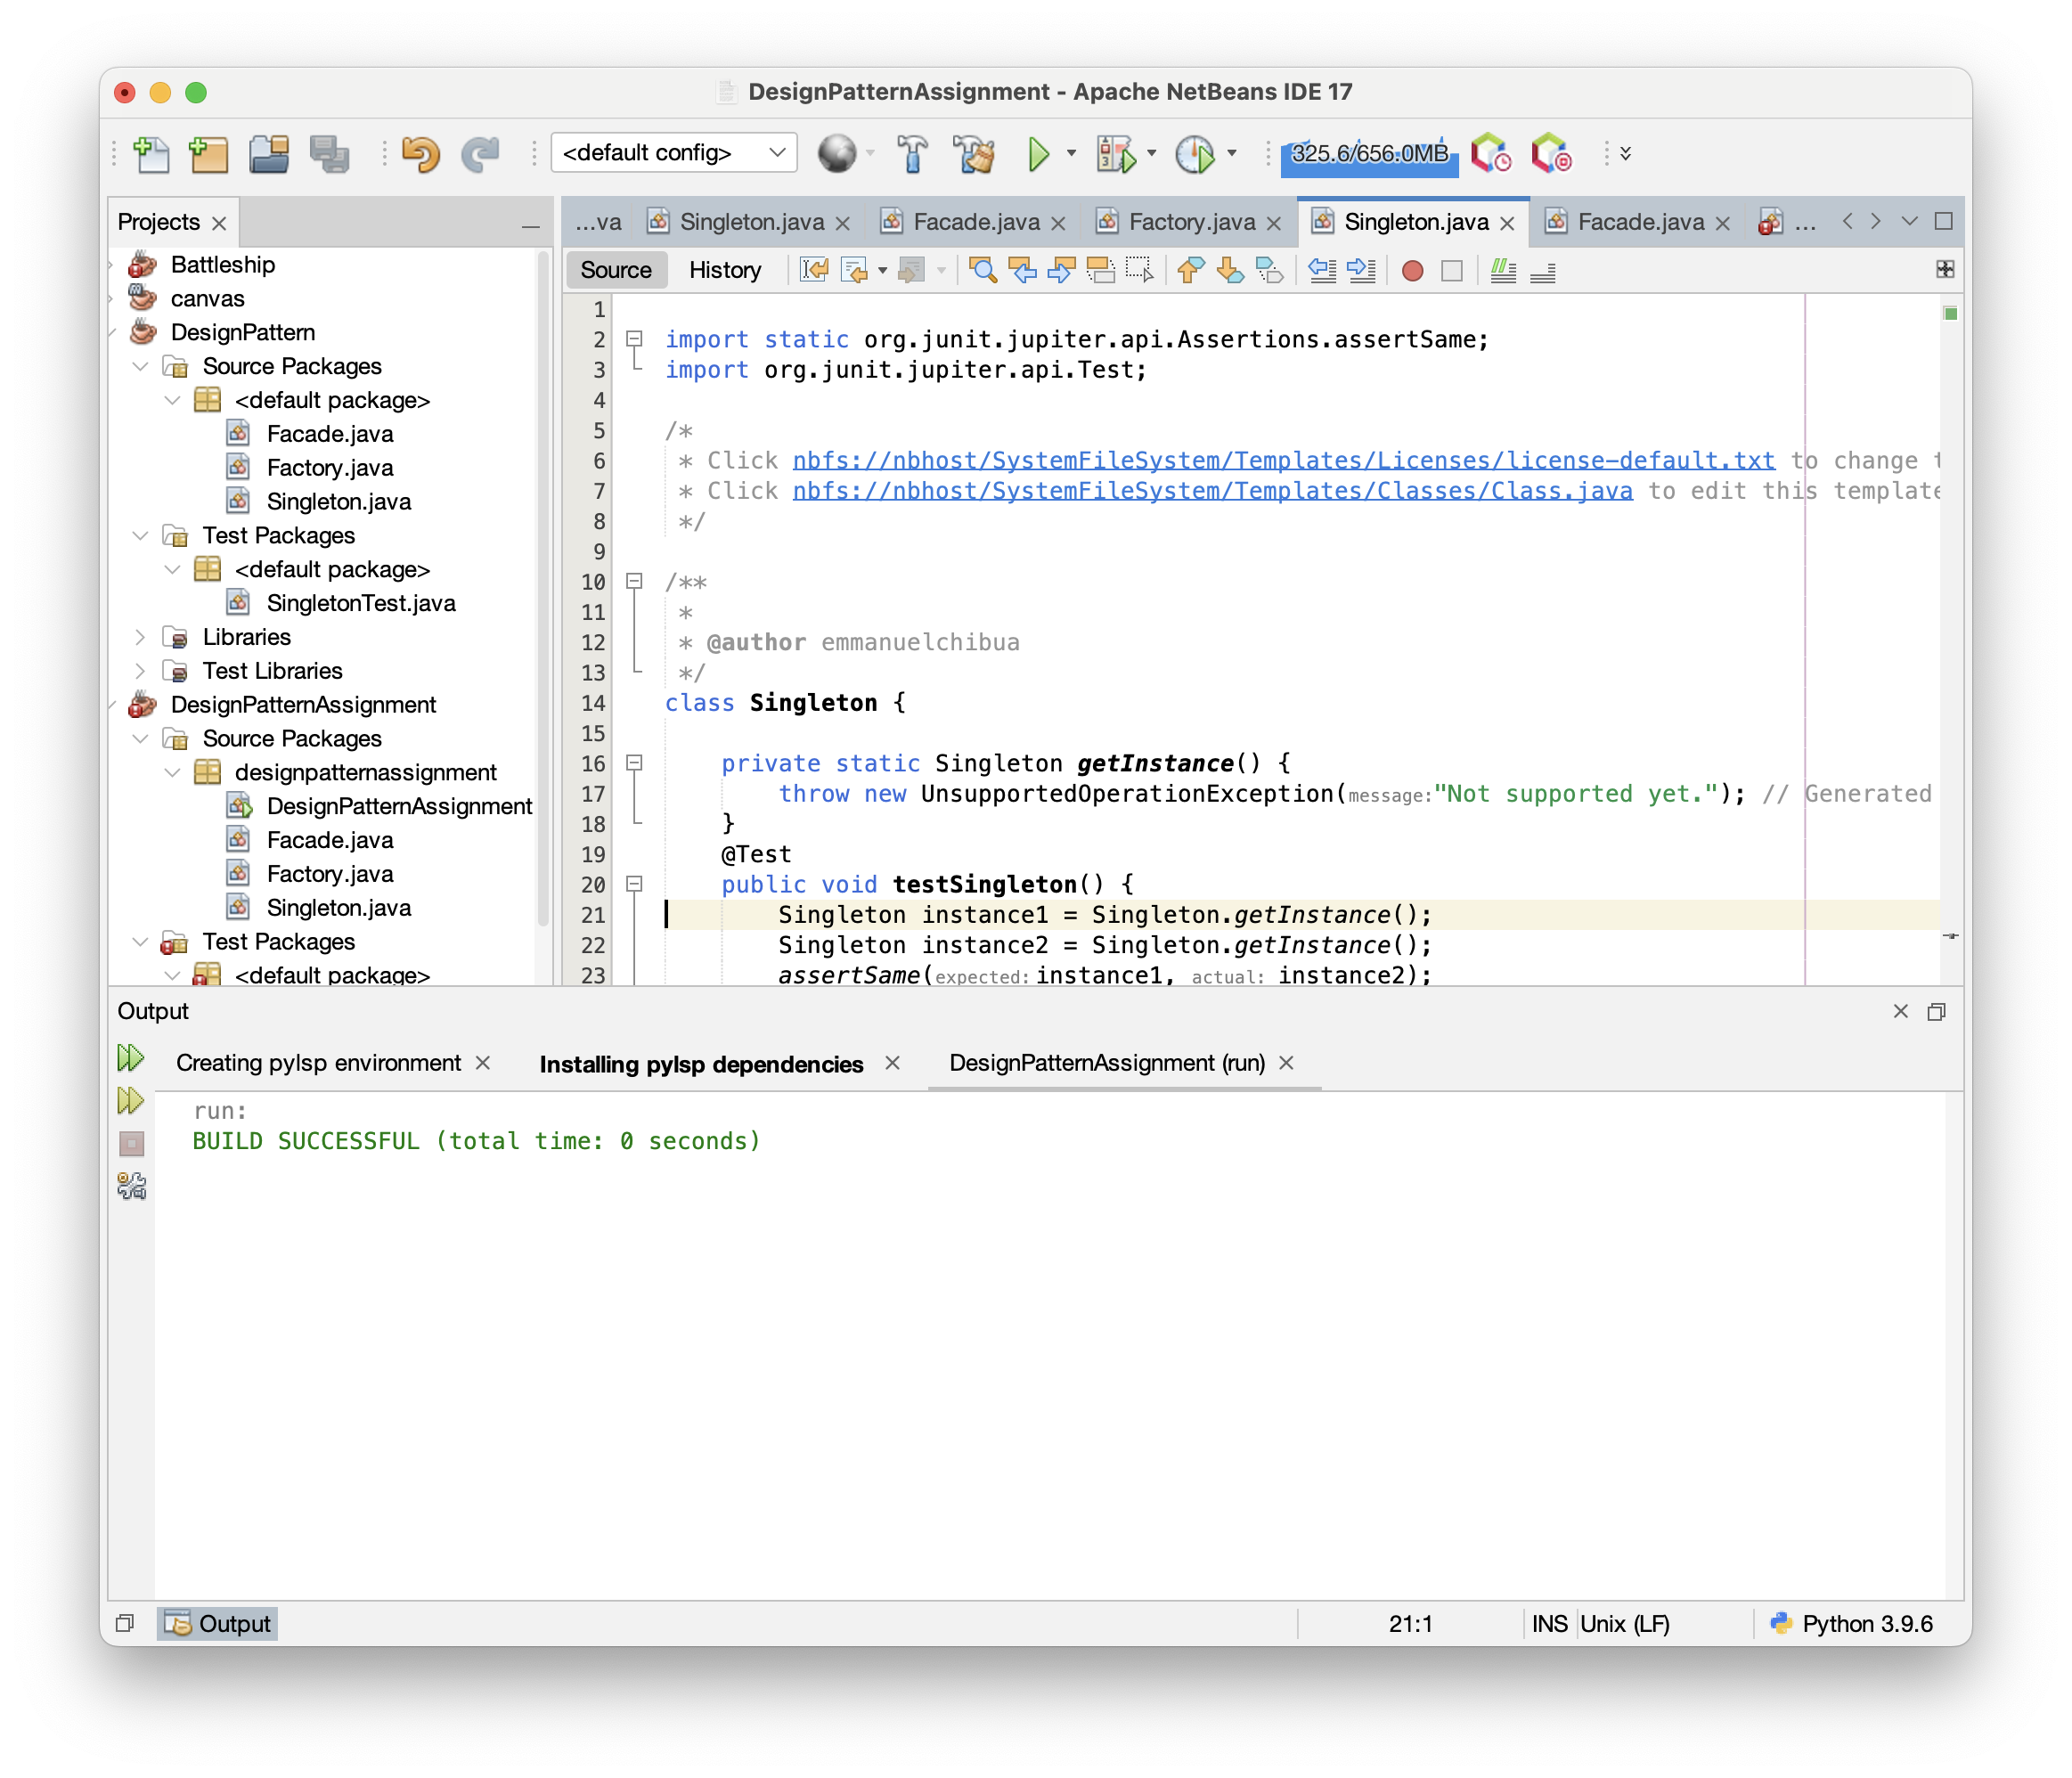 DesignPatternAssignment - Apache NetBeans IDE 17
<default config>
325.6/656.0MB
Projects
...va
Singleton.java
Facade.java
Factory.java
Singleton.java
Facade.java
...
Source
History
Battleship
canvas
DesignPattern
Source Packages
<default package>
Facade.java
Factory.java
Singleton.java
Test Packages
<default package>
SingletonTest.java
Libraries
Test Libraries
DesignPatternAssignment
Source Packages
designpatternassignment
DesignPatternAssignment
Facade.java
Factory.java
Singleton.java
Test Packages
<default package>
1
2 import static org.junit.jupiter.api.Assertions.assertSame;
3 import org.junit.jupiter.api.Test;
4
5 /*
6 * Click nbfs://nbhost/SystemFileSystem/Templates/Licenses/license-default.txt to change t
7 * Click nbfs://nbhost/SystemFileSystem/Templates/Classes/Class.java to edit this template
8 */
9
10 /**
11 *
12 * @author emmanuelchibua
13 */
14 class Singleton {
15
16 private static Singleton getInstance() {
17 throw new UnsupportedOperationException(message:"Not supported yet."); // Generated
18 }
19 @Test
20 public void testSingleton() {
21 Singleton instance1 = Singleton.getInstance();
22 Singleton instance2 = Singleton.getInstance();
23 assertSame(expected: instance1, actual: instance2);
Output
Creating pylsp environment
Installing pylsp dependencies
DesignPatternAssignment (run)
run:
BUILD SUCCESSFUL (total time: 0 seconds)
Output
21:1
INS
Unix (LF)
Python 3.9.6